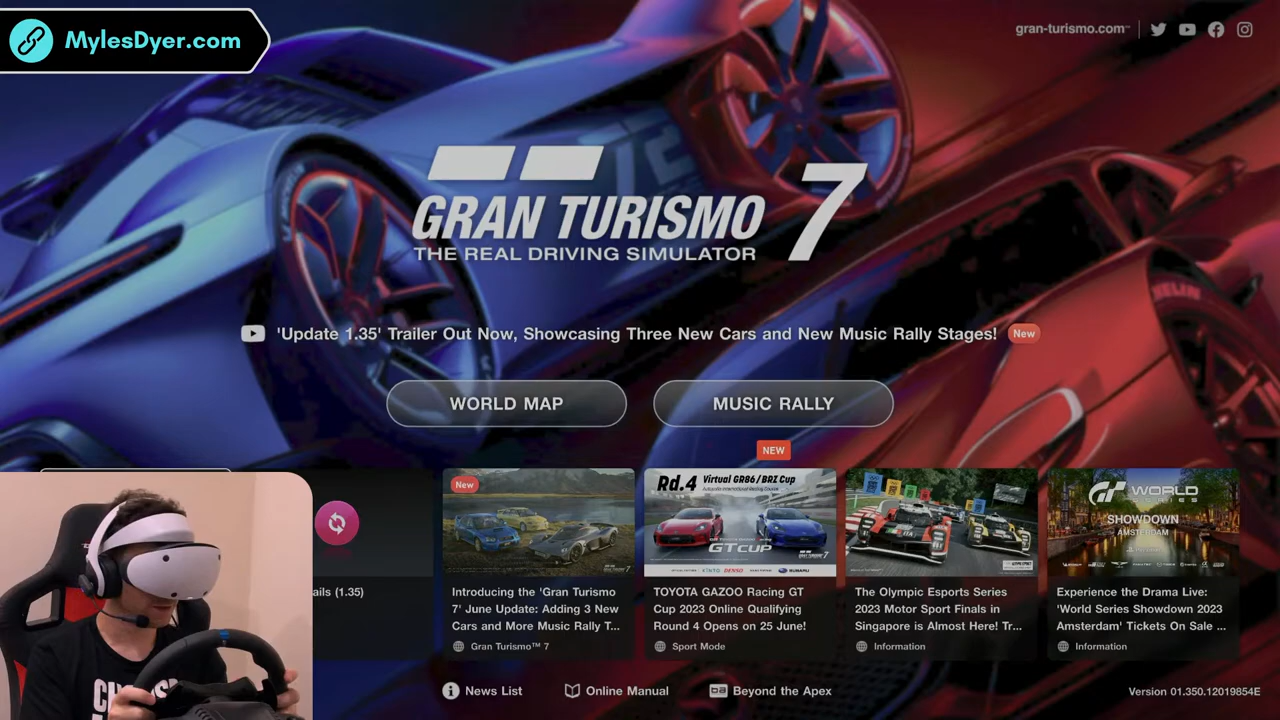 MylesDyer.com
gran-turismo.com™
GRAN TURISMO 7
THE REAL DRIVING SIMULATOR
'Update 1.35' Trailer Out Now, Showcasing Three New Cars and New Music Rally Stages! New
WORLD MAP
MUSIC RALLY
NEW
ails (1.35)
New
Introducing the 'Gran Turismo
7' June Update: Adding 3 New
Cars and More Music Rally T...
Gran Turismo™ 7
Rd.4 Virtual GR86/BRZ Cup
GT CUP
SUBARU
TOYOTA GAZOO Racing GT
Cup 2023 Online Qualifying
Round 4 Opens on 25 June!
Sport Mode
The Olympic Esports Series
2023 Motor Sport Finals in
Singapore is Almost Here! Tr...
Information
GT WORLD
SERIES
SHOWDOWN
AMSTERDAM
Experience the Drama Live:
'World Series Showdown 2023
Amsterdam' Tickets On Sale ...
Information
News List
Online Manual
Beyond the Apex
Version 01.350.12019854E